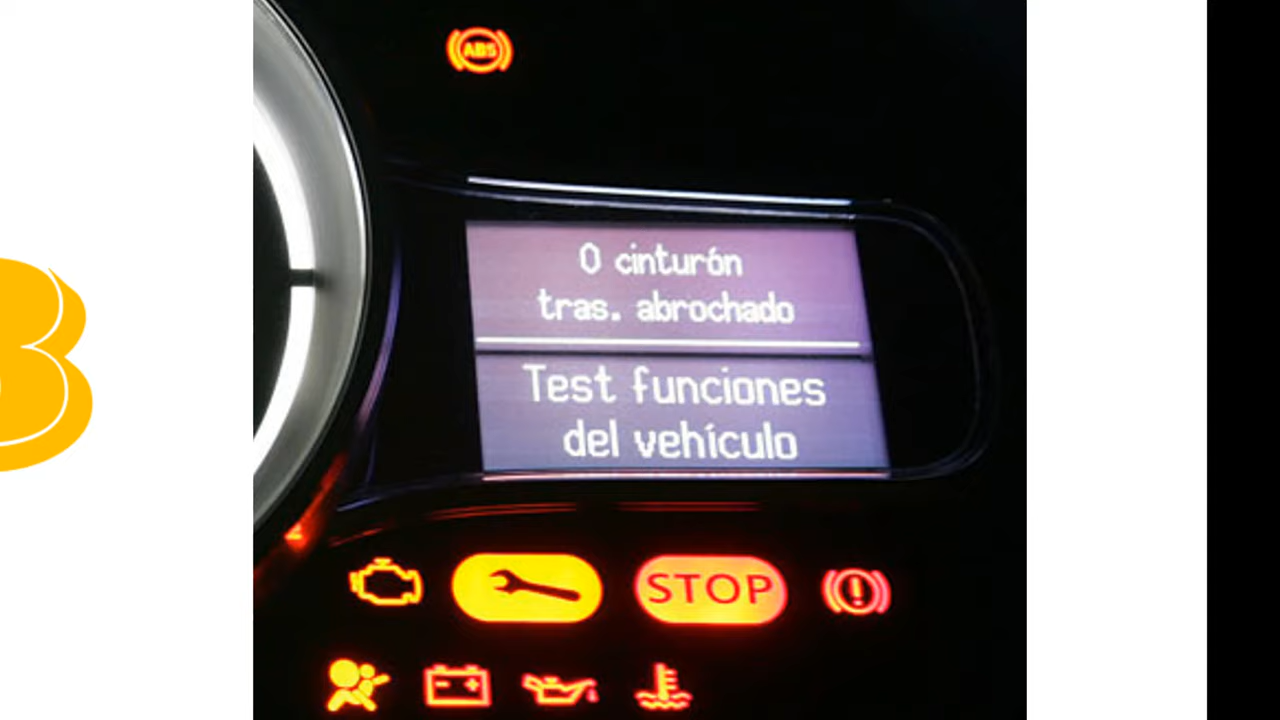 ABS
0 cinturón
tras. abrochado
Test funciones
del vehículo
STOP